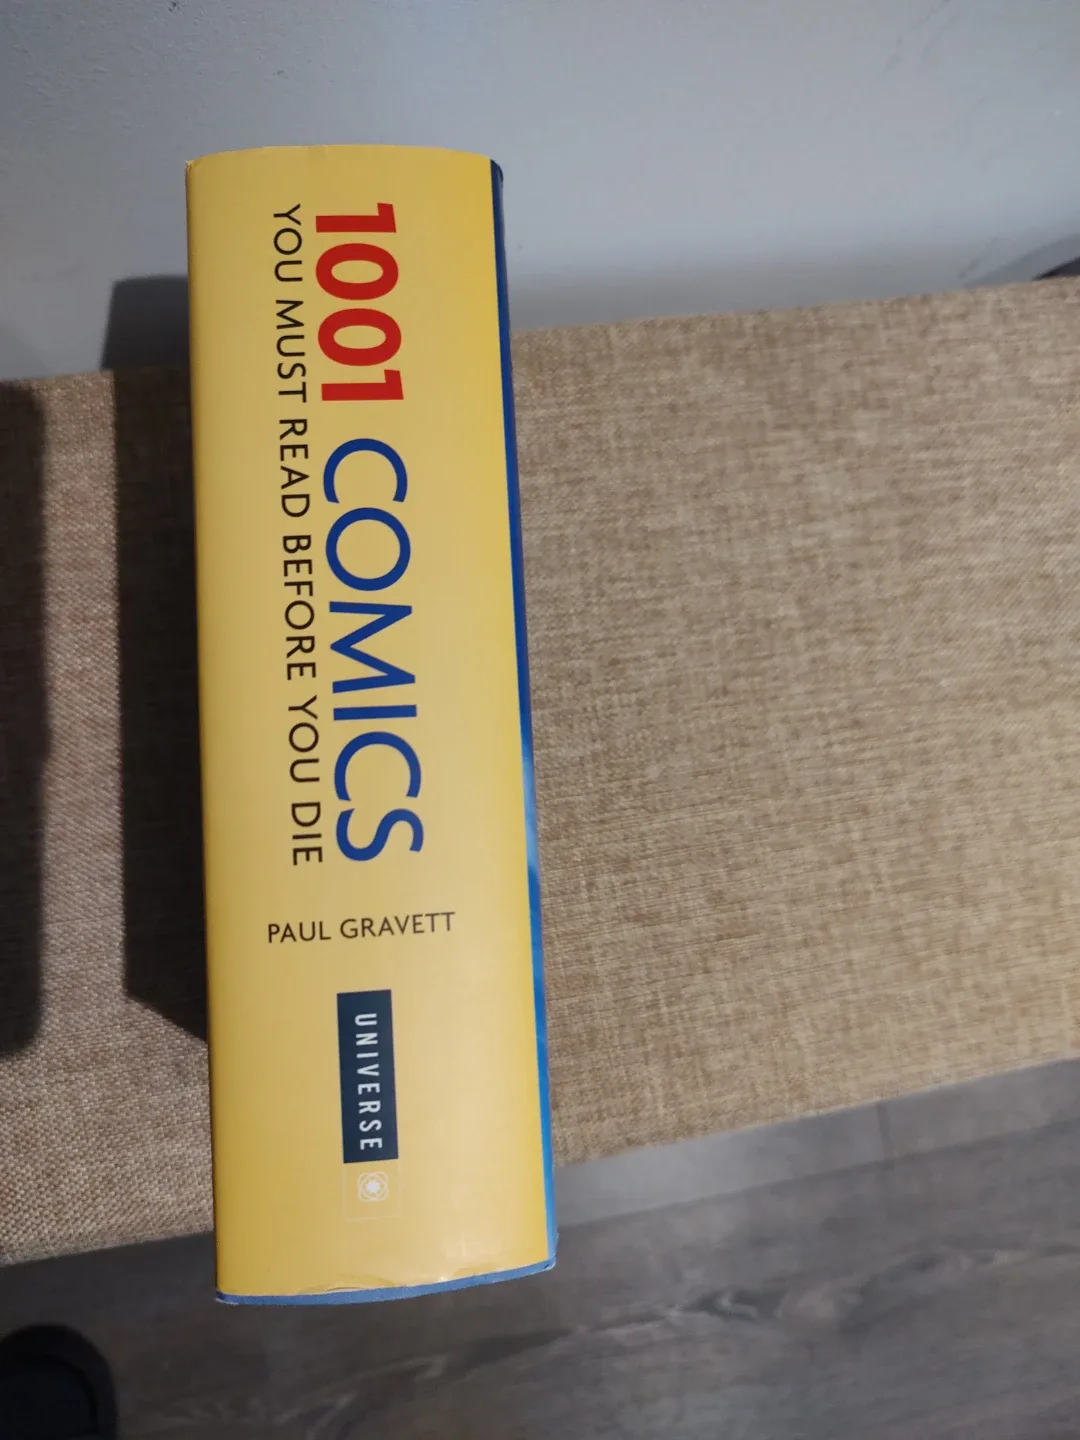 1001 COMICS
YOU MUST READ BEFORE YOU DIE
PAUL GRAVETT
UNIVERSE